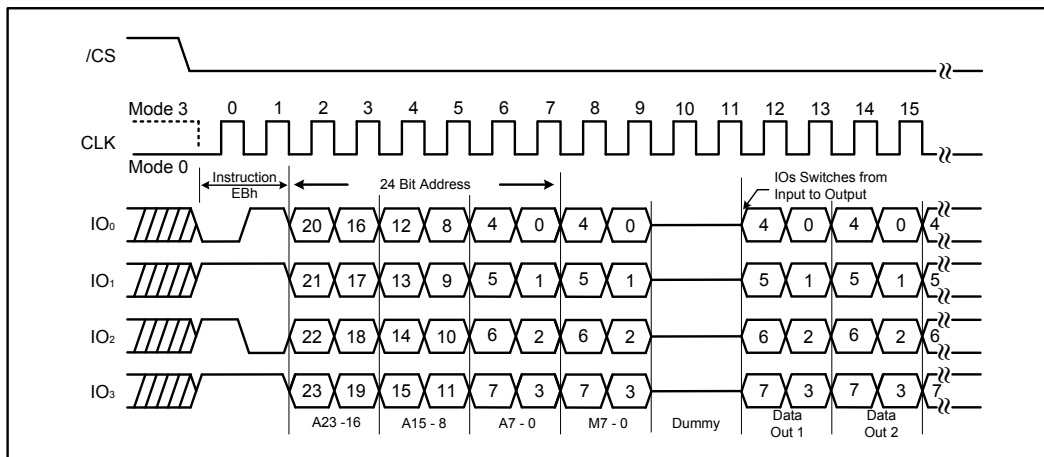 /CS
Mode 3 0 1 2 3 4 5 6 7 8 9 10 11 12 13 14 15
CLK
Mode 0
Instruction EBh
24 Bit Address
IOs Switches from Input to Output
IO₀ 20 16 12 8 4 0 4 0 4 0 4 0 4
IO₁ 21 17 13 9 5 1 5 1 5 1 5 1 5
IO₂ 22 18 14 10 6 2 6 2 6 2 6 2 6
IO₃ 23 19 15 11 7 3 7 3 7 3 7 3 7
A23 -16 A15 - 8 A7 - 0 M7 - 0 Dummy Data Out 1 Data Out 2